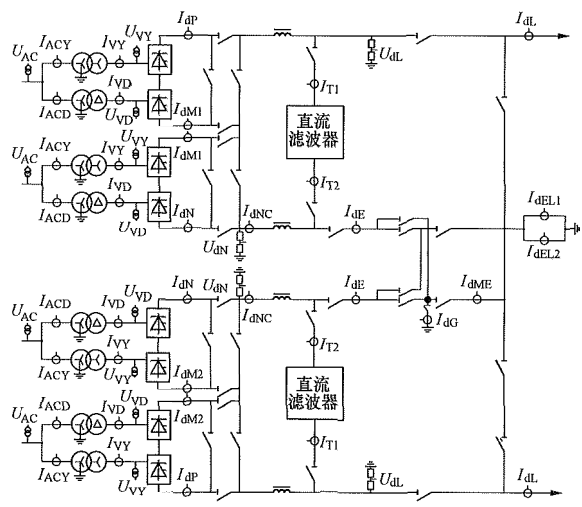 I_dP
I_dL
U_AC I_ACY I_VY U_VY
U_dL
I_VD
I_T1
I_ACD U_VD I_dM1
U_AC I_ACY I_VY U_VY I_dM1
直流
滤波器
I_T2
I_VD I_dN I_dNC I_dE
I_dEL1
I_ACD U_VD
U_dN
I_dEL2
U_VD I_dN U_dN I_dE I_dME
U_AC I_ACD I_VD I_dNC
I_dG
I_T2
I_VY
I_ACY U_VY I_dM2
直流
滤波器
U_AC I_ACD I_VD U_VD I_dM2
I_T1
I_VY
I_ACY U_VY I_dP
U_dL
I_dL